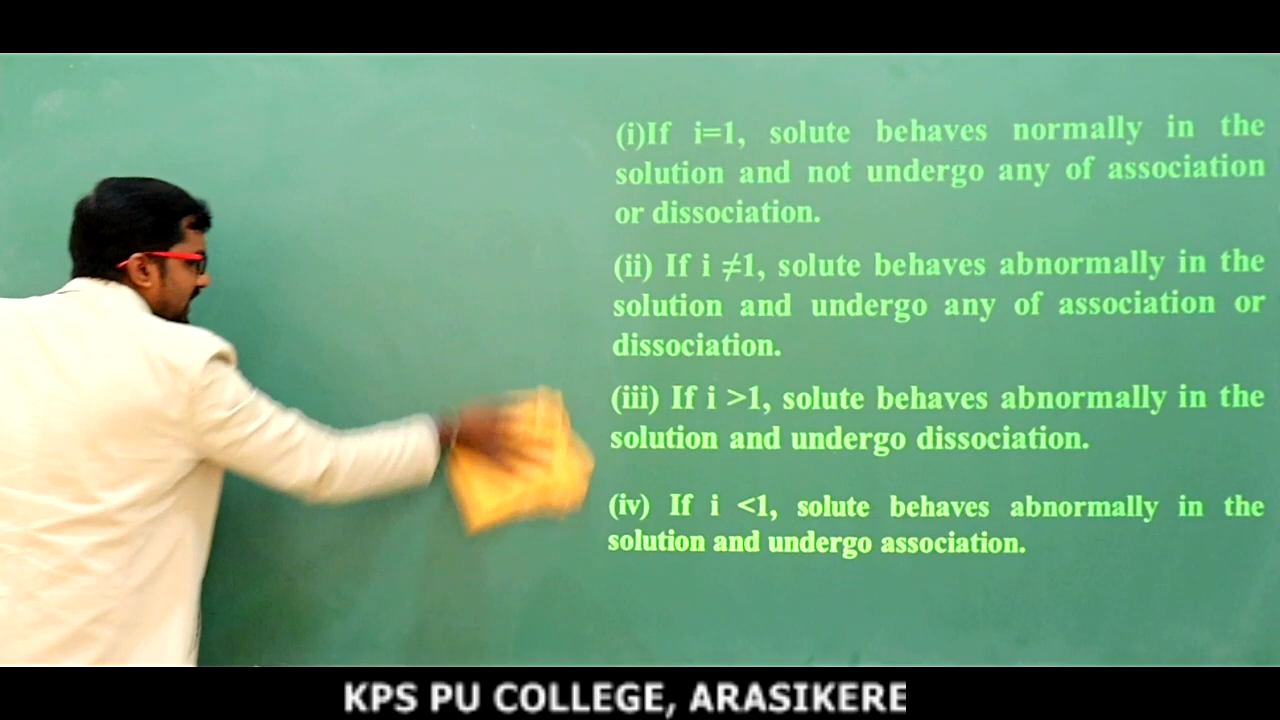 (i)If i=1, solute behaves normally in the
solution and not undergo any of association
or dissociation.
(ii) If i ≠1, solute behaves abnormally in the
solution and undergo any of association or
dissociation.
(iii) If i >1, solute behaves abnormally in the
solution and undergo dissociation.
(iv) If i <1, solute behaves abnormally in the
solution and undergo association.
KPS PU COLLEGE, ARASIKERE